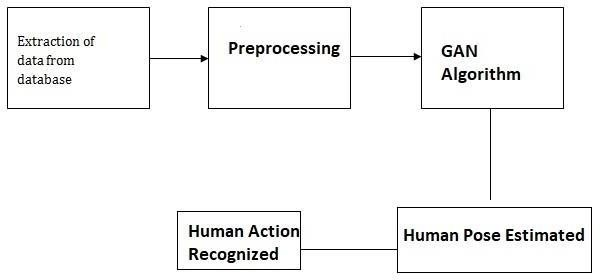 Extraction of
data from
database
Preprocessing
GAN
Algorithm
Human Pose Estimated
Human Action
Recognized